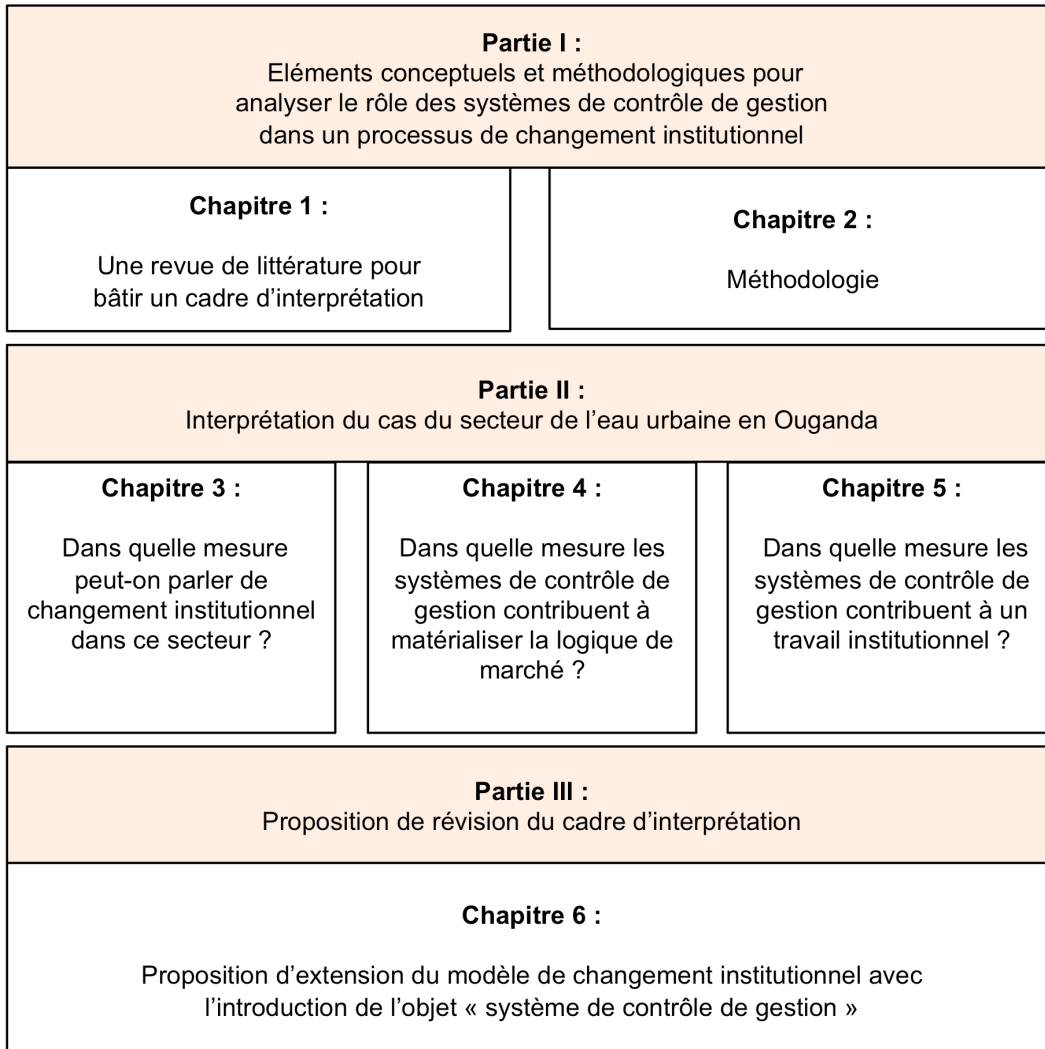 Partie I :
Eléments conceptuels et méthodologiques pour
analyser le rôle des systèmes de contrôle de gestion
dans un processus de changement institutionnel
Chapitre 1 :
Une revue de littérature pour
bâtir un cadre d’interprétation
Chapitre 2 :
Méthodologie
Partie II :
Interprétation du cas du secteur de l’eau urbaine en Ouganda
Chapitre 3 :
Dans quelle mesure
peut-on parler de
changement institutionnel
dans ce secteur ?
Chapitre 4 :
Dans quelle mesure les
systèmes de contrôle de
gestion contribuent à
matérialiser la logique de
marché ?
Chapitre 5 :
Dans quelle mesure les
systèmes de contrôle de
gestion contribuent à un
travail institutionnel ?
Partie III :
Proposition de révision du cadre d’interprétation
Chapitre 6 :
Proposition d’extension du modèle de changement institutionnel avec
l’introduction de l’objet « système de contrôle de gestion »